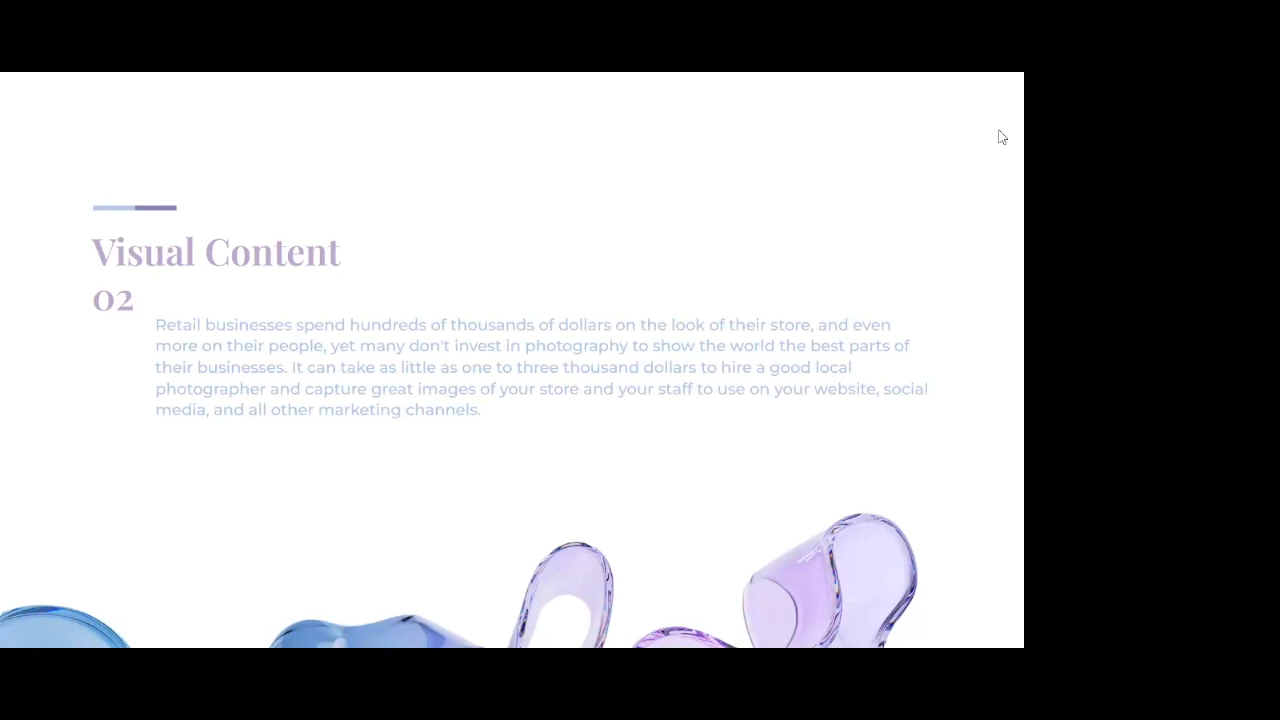 Visual Content
02
Retail businesses spend hundreds of thousands of dollars on the look of their store, and even
more on their people, yet many don't invest in photography to show the world the best parts of
their businesses. It can take as little as one to three thousand dollars to hire a good local
photographer and capture great images of your store and your staff to use on your website, social
media, and all other marketing channels.